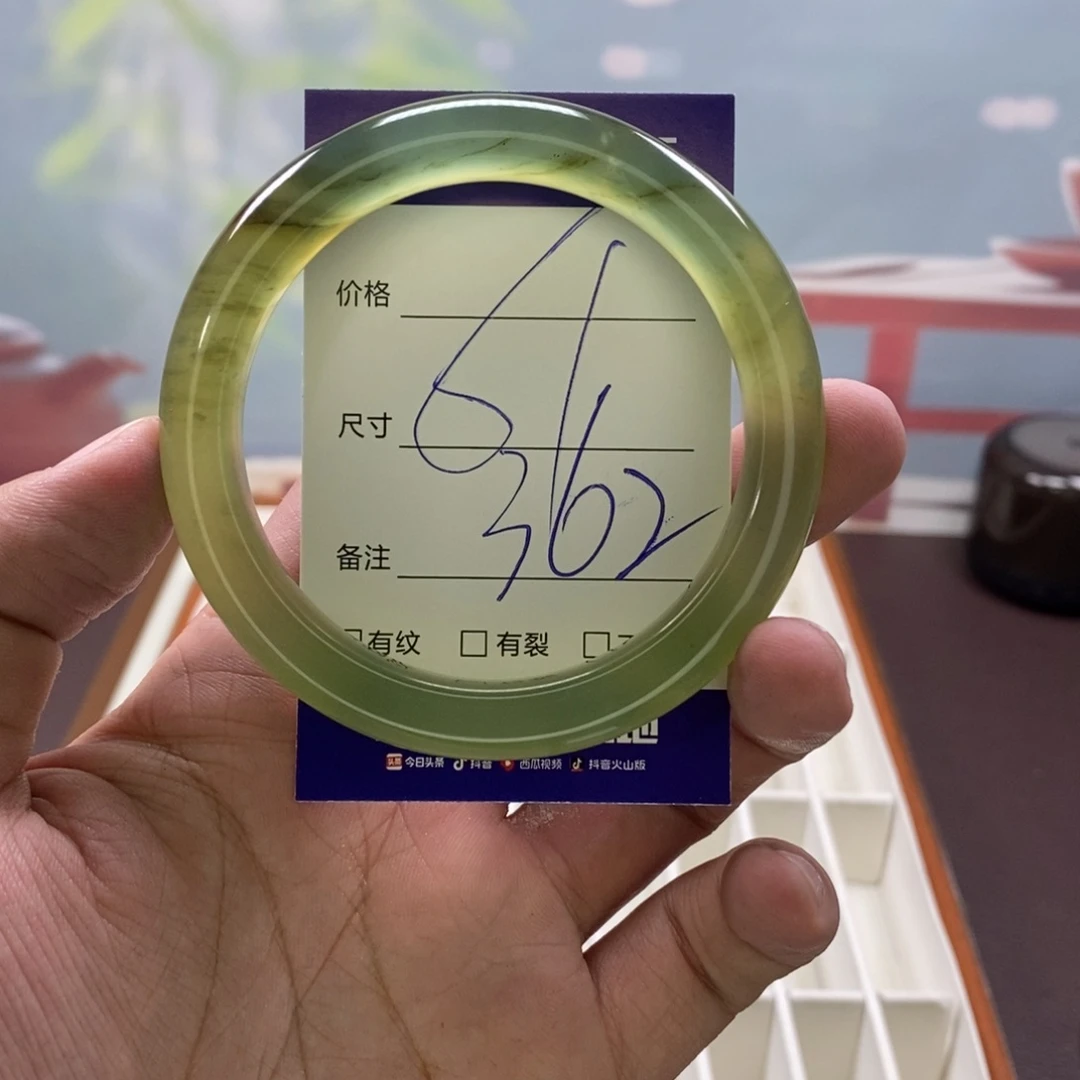 价格
尺寸
362
备注
有纹 □ 有裂 □
今日头条 抖音 西瓜视频 抖音火山版